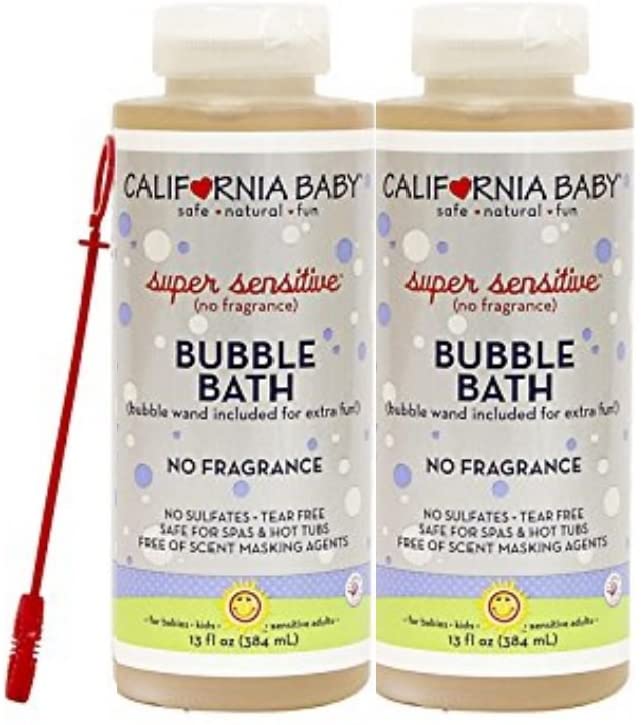 CALIFORNIA BABY
safe • natural • fun
super sensitive™
(no fragrance)
BUBBLE
BATH
(bubble wand included for extra fun!)
NO FRAGRANCE
NO SULFATES - TEAR FREE
SAFE FOR SPAS & HOT TUBS
FREE OF SCENT MASKING AGENTS
- for babies - kids - sensitive adults -
13 fl oz (384 mL)
CALIFORNIA BABY
safe • natural • fun
super sensitive™
(no fragrance)
BUBBLE
BATH
(bubble wand included for extra fun!)
NO FRAGRANCE
NO SULFATES - TEAR FREE
SAFE FOR SPAS & HOT TUBS
FREE OF SCENT MASKING AGENTS
- for babies - kids - sensitive adults -
13 fl oz (384 mL)